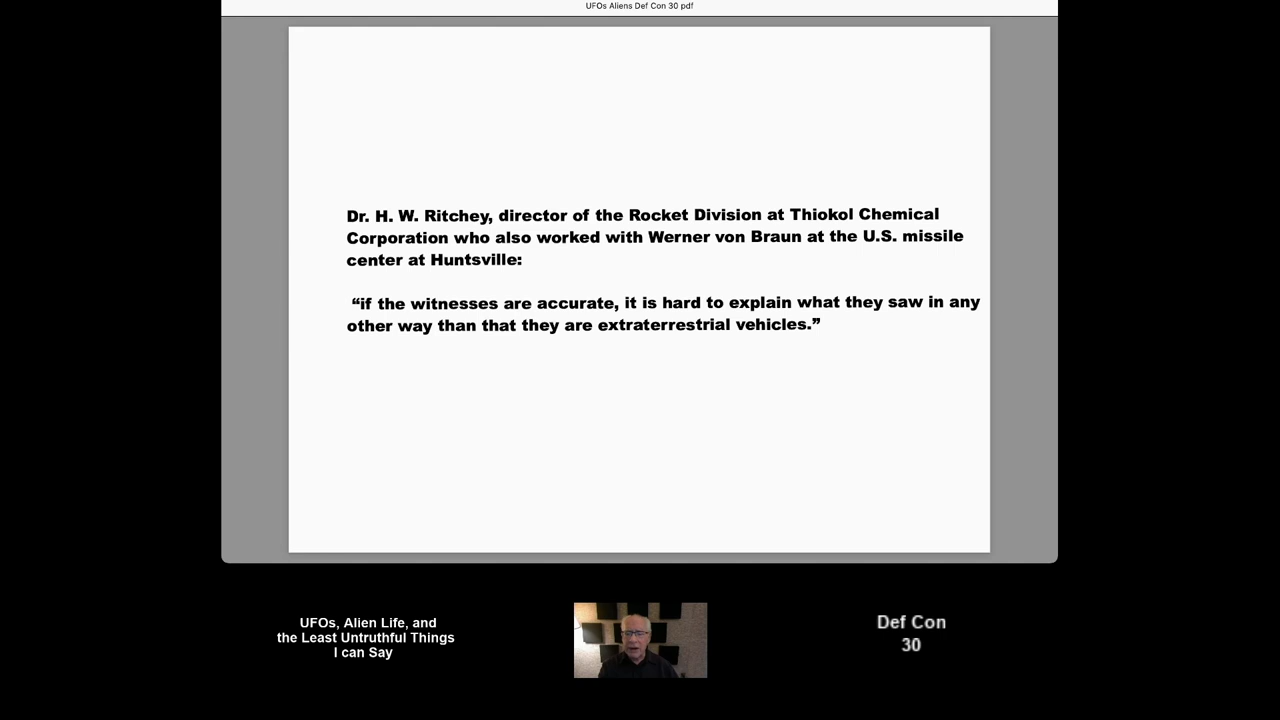 UFOs Aliens Def Con 30 pdf
Dr. H. W. Ritchey, director of the Rocket Division at Thiokol Chemical
Corporation who also worked with Werner von Braun at the U.S. missile
center at Huntsville:
“if the witnesses are accurate, it is hard to explain what they saw in any
other way than that they are extraterrestrial vehicles.”
UFOs, Alien Life, and
the Least Untruthful Things
I can Say
Def Con
30